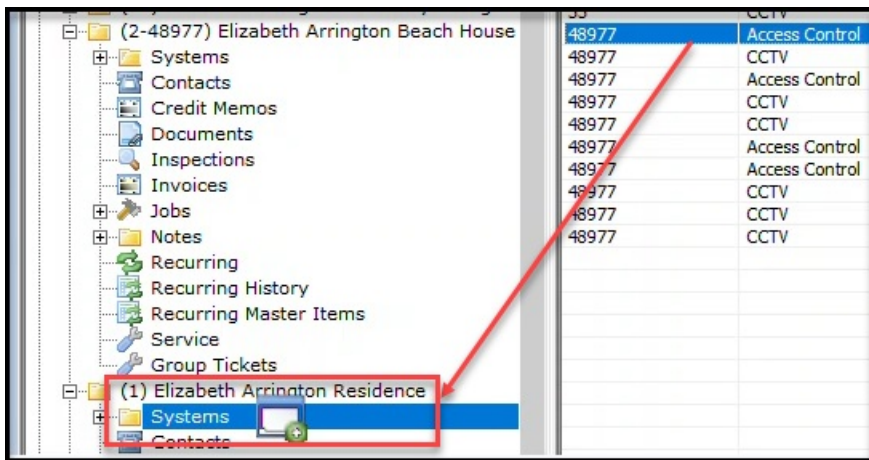 (2-48977) Elizabeth Arrington Beach House
Systems
Contacts
Credit Memos
Documents
Inspections
Invoices
Jobs
Notes
Recurring
Recurring History
Recurring Master Items
Service
Group Tickets
(1) Elizabeth Arrington Residence
Systems
Contacts
55 CCTV
48977 Access Control
48977 CCTV
48977 Access Control
48977 CCTV
48977 CCTV
48977 Access Control
48977 Access Control
48977 CCTV
48977 CCTV
48977 CCTV